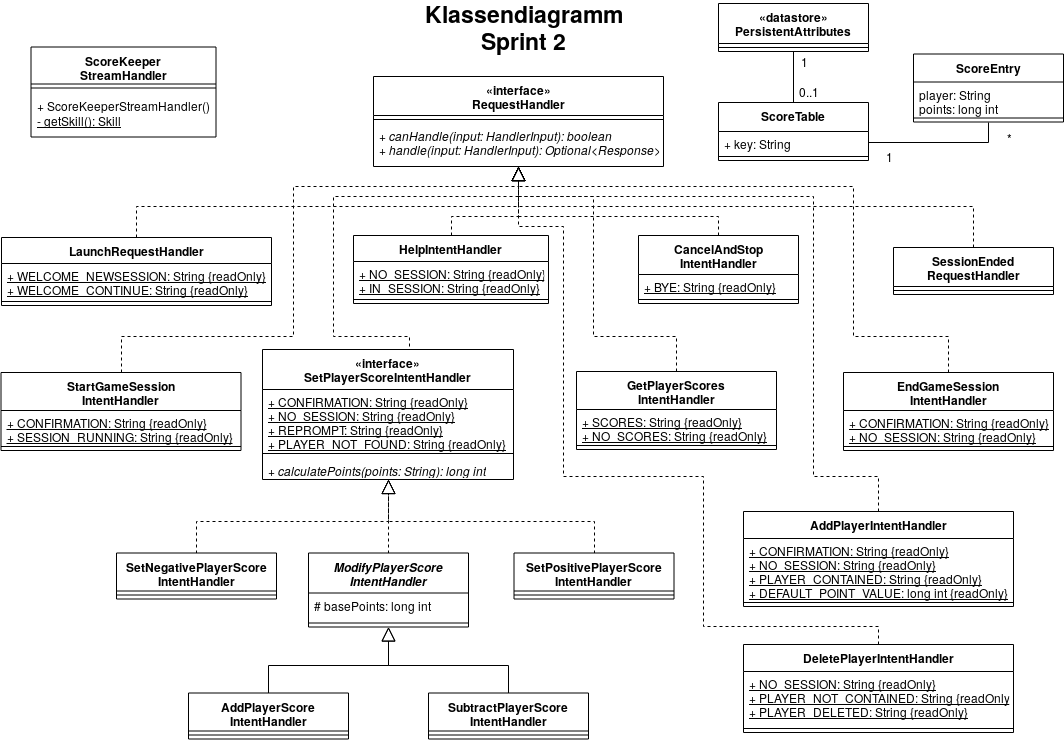 Klassendiagramm
Sprint 2
«datastore»
PersistentAttributes
1
0..1
ScoreTable
+ key: String
1
*
ScoreEntry
player: String
points: long int
ScoreKeeper
StreamHandler
+ ScoreKeeperStreamHandler()
- getSkill(): Skill
«interface»
RequestHandler
+ canHandle(input: HandlerInput): boolean
+ handle(input: HandlerInput): Optional<Response>
LaunchRequestHandler
+ WELCOME_NEWSESSION: String {readOnly}
+ WELCOME_CONTINUE: String {readOnly}
HelpIntentHandler
+ NO_SESSION: String {readOnly}
+ IN_SESSION: String {readOnly}
CancelAndStop
IntentHandler
+ BYE: String {readOnly}
SessionEnded
RequestHandler
StartGameSession
IntentHandler
+ CONFIRMATION: String {readOnly}
+ SESSION_RUNNING: String {readOnly}
«interface»
SetPlayerScoreIntentHandler
+ CONFIRMATION: String {readOnly}
+ NO_SESSION: String {readOnly}
+ REPROMPT: String {readOnly}
+ PLAYER_NOT_FOUND: String {readOnly}
+ calculatePoints(points: String): long int
GetPlayerScores
IntentHandler
+ SCORES: String {readOnly}
+ NO_SCORES: String {readOnly}
EndGameSession
IntentHandler
+ CONFIRMATION: String {readOnly}
+ NO_SESSION: String {readOnly}
AddPlayerIntentHandler
+ CONFIRMATION: String {readOnly}
+ NO_SESSION: String {readOnly}
+ PLAYER_CONTAINED: String {readOnly}
+ DEFAULT_POINT_VALUE: long int {readOnly}
SetNegativePlayerScore
IntentHandler
ModifyPlayerScore
IntentHandler
# basePoints: long int
SetPositivePlayerScore
IntentHandler
DeletePlayerIntentHandler
+ NO_SESSION: String {readOnly}
+ PLAYER_NOT_CONTAINED: String {readOnly
+ PLAYER_DELETED: String {readOnly}
AddPlayerScore
IntentHandler
SubtractPlayerScore
IntentHandler